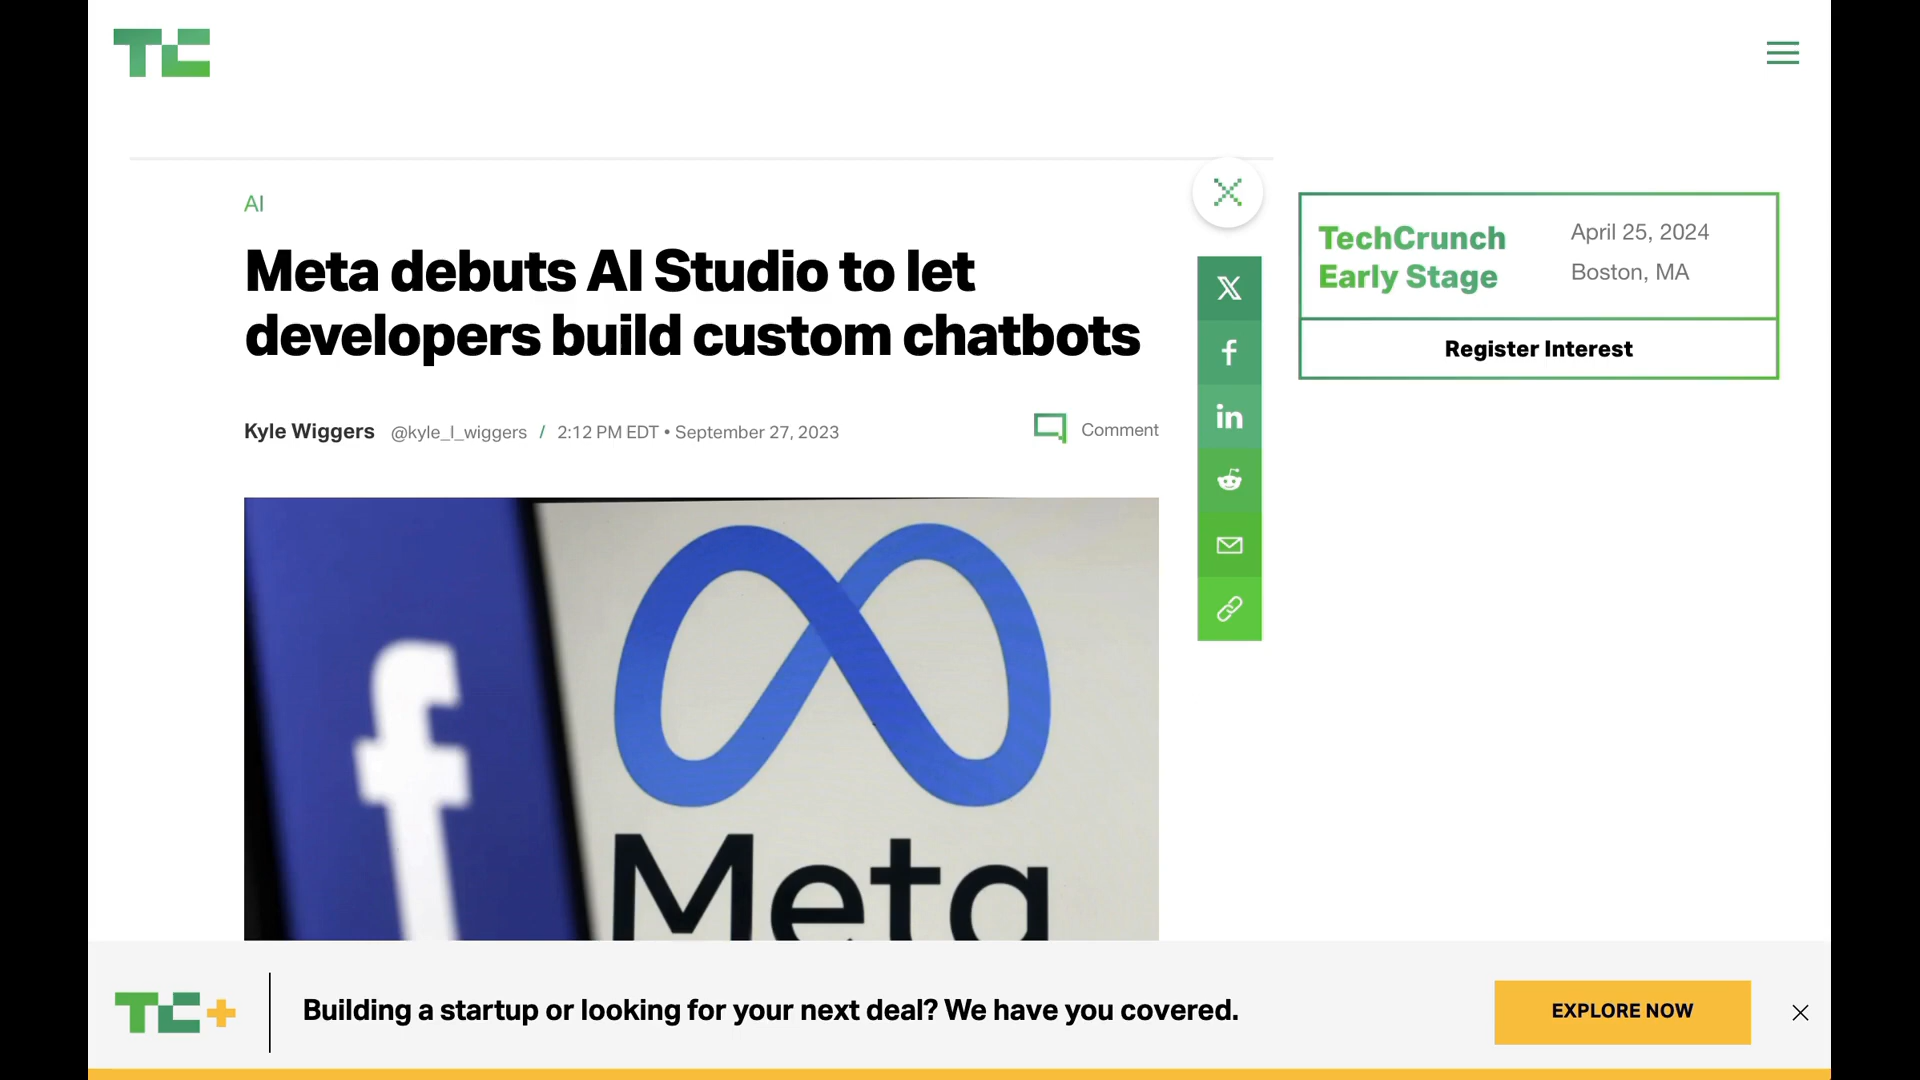 TC
AI
Meta debuts AI Studio to let
developers build custom chatbots
Kyle Wiggers @kyle_l_wiggers / 2:12 PM EDT • September 27, 2023
Comment
TechCrunch
Early Stage
April 25, 2024
Boston, MA
Register Interest
Meta
TC+
Building a startup or looking for your next deal? We have you covered.
EXPLORE NOW